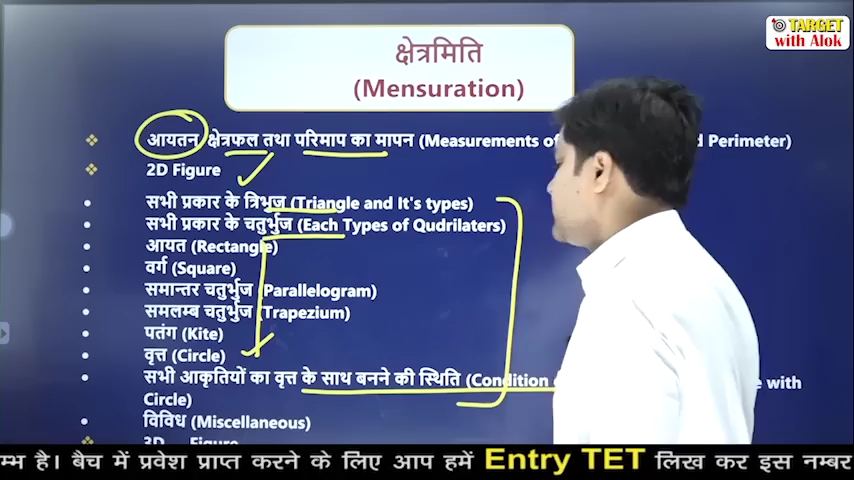 TARGET
with Alok
क्षेत्रमिति
(Mensuration)
आयतन क्षेत्रफल तथा परिमाप का मापन (Measurements of d Perimeter)
2D Figure
सभी प्रकार के त्रिभुज (Triangle and It's types)
सभी प्रकार के चतुर्भुज (Each Types of Qudrilaters)
आयत (Rectangle)
वर्ग (Square)
समान्तर चतुर्भुज (Parallelogram)
समलम्ब चतुर्भुज (Trapezium)
पतंग (Kite)
वृत्त (Circle)
सभी आकृतियों का वृत्त के साथ बनने की स्थिति (Condition with
Circle)
विविध (Miscellaneous)
3D Figure
म्भ है। बैच में प्रवेश प्राप्त करने के लिए आप हमें Entry TET लिख कर इस नम्बर